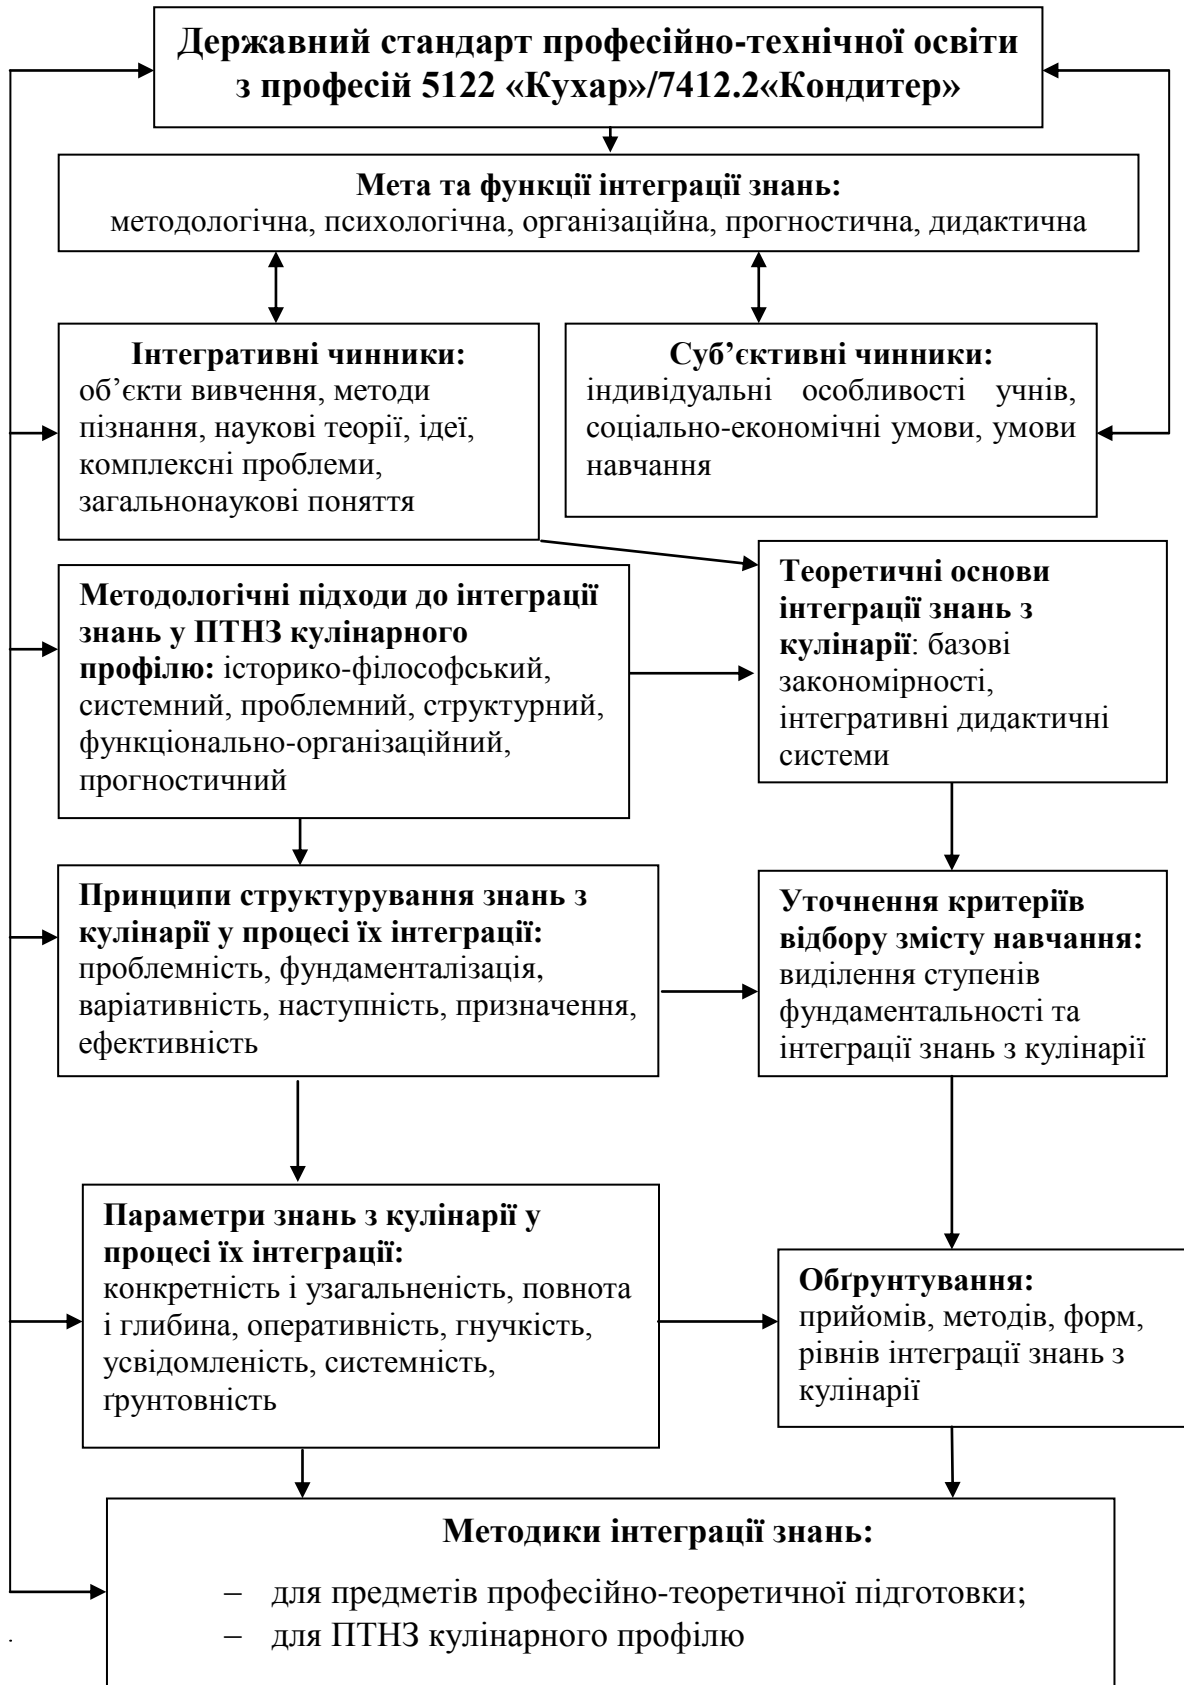 Державний стандарт професійно-технічної освіти
з професій 5122 «Кухар»/7412.2«Кондитер»
Мета та функції інтеграції знань:
методологічна, психологічна, організаційна, прогностична, дидактична
Інтегративні чинники:
об’єкти вивчення, методи
пізнання, наукові теорії, ідеї,
комплексні проблеми,
загальнонаукові поняття
Суб’єктивні чинники:
індивідуальні особливості учнів,
соціально-економічні умови, умови
навчання
Методологічні підходи до інтеграції
знань у ПТНЗ кулінарного
профілю: історико-філософський,
системний, проблемний, структурний,
функціонально-організаційний,
прогностичний
Теоретичні основи
інтеграції знань з
кулінарії: базові
закономірності,
інтегративні дидактичні
системи
Принципи структурування знань з
кулінарії у процесі їх інтеграції:
проблемність, фундаменталізація,
варіативність, наступність, призначення,
ефективність
Уточнення критеріїв
відбору змісту навчання:
виділення ступенів
фундаментальності та
інтеграції знань з кулінарії
Параметри знань з кулінарії у
процесі їх інтеграції:
конкретність і узагальненість, повнота
і глибина, оперативність, гнучкість,
усвідомленість, системність,
ґрунтовність
Обґрунтування:
прийомів, методів, форм,
рівнів інтеграції знань з
кулінарії
Методики інтеграції знань:
– для предметів професійно-теоретичної підготовки;
– для ПТНЗ кулінарного профілю
.